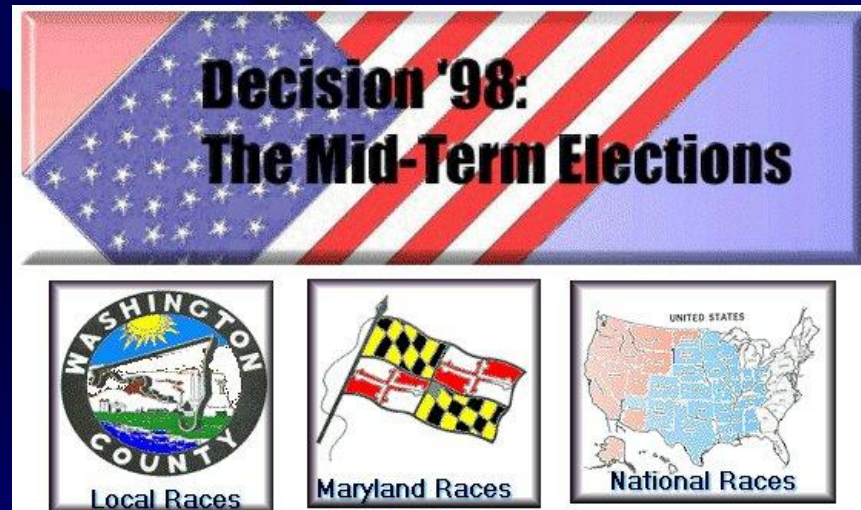 Decision '98:
The Mid-Term Elections
WASHINGTON
COUNTY
Local Races
Maryland Races
UNITED STATES
National Races